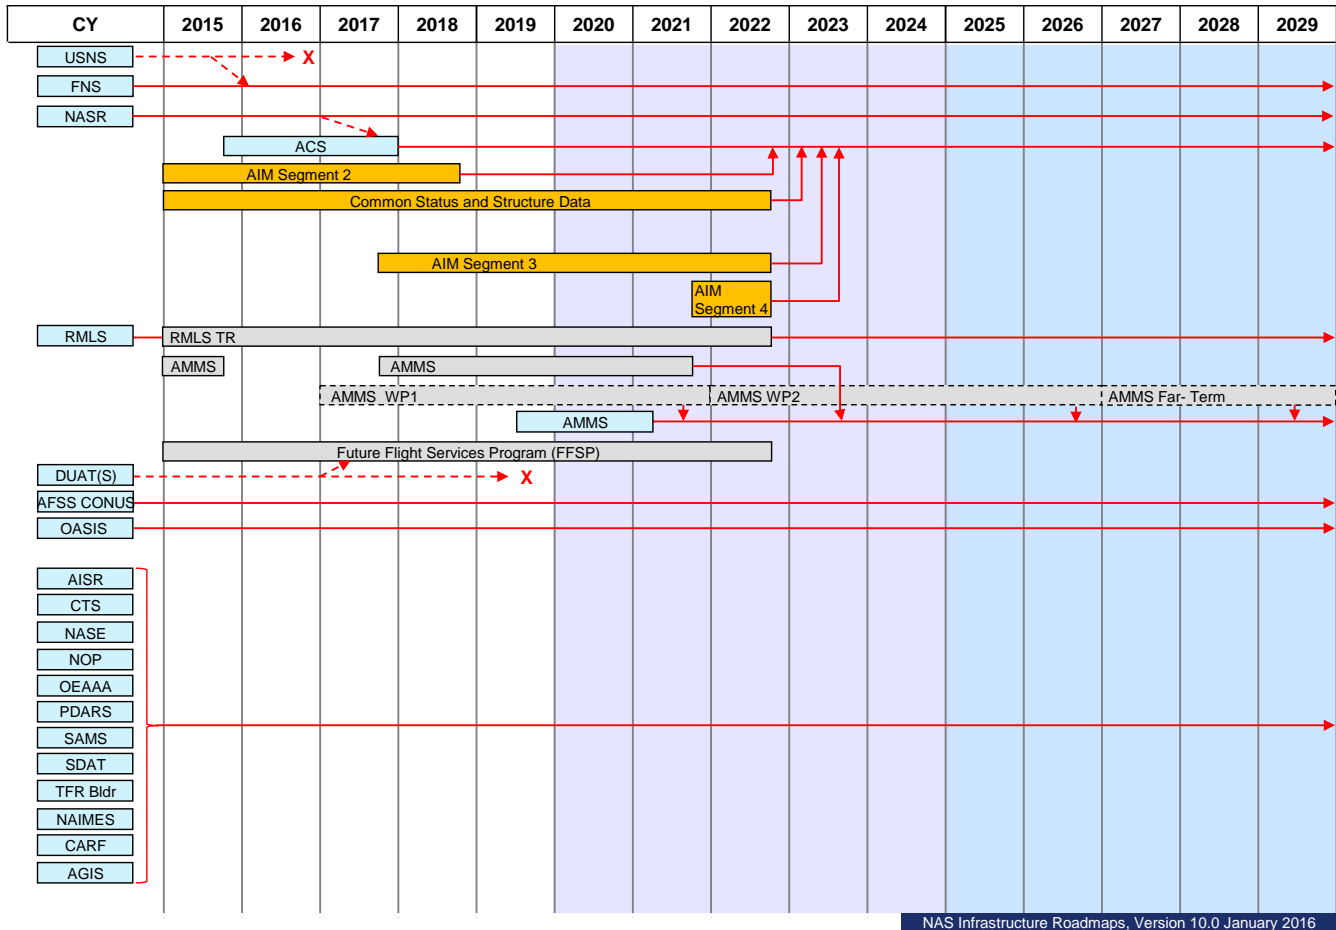 CY 2015 2016 2017 2018 2019 2020 2021 2022 2023 2024 2025 2026 2027 2028 2029
USNS X
FNS
NASR
ACS
AIM Segment 2
Common Status and Structure Data
AIM Segment 3
AIM
Segment 4
RMLS RMLS TR
AMMS AMMS
AMMS WP1 AMMS WP2 AMMS Far- Term
AMMS
Future Flight Services Program (FFSP)
DUAT(S) X
AFSS CONUS
OASIS
AISR
CTS
NASE
NOP
OEAAA
PDARS
SAMS
SDAT
TFR Bldr
NAIMES
CARF
AGIS
NAS Infrastructure Roadmaps, Version 10.0 January 2016